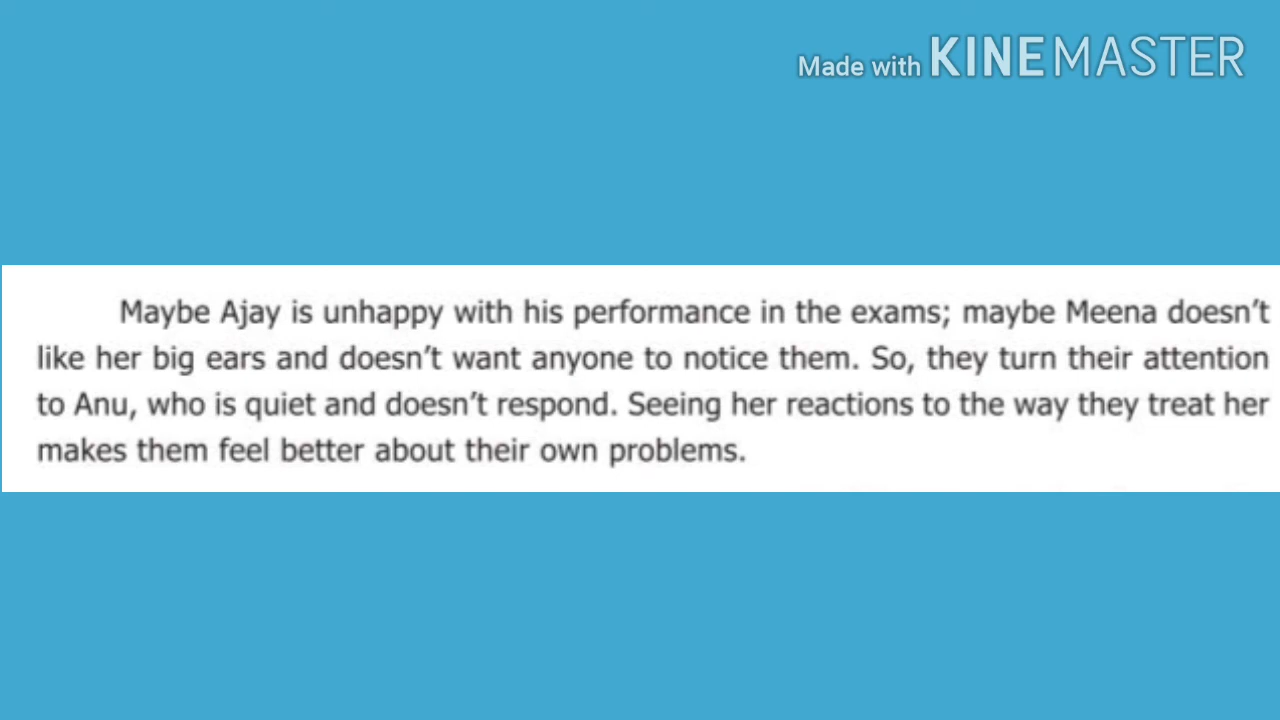 Made with KINEMASTER
Maybe Ajay is unhappy with his performance in the exams; maybe Meena doesn't
like her big ears and doesn't want anyone to notice them. So, they turn their attention
to Anu, who is quiet and doesn't respond. Seeing her reactions to the way they treat her
makes them feel better about their own problems.